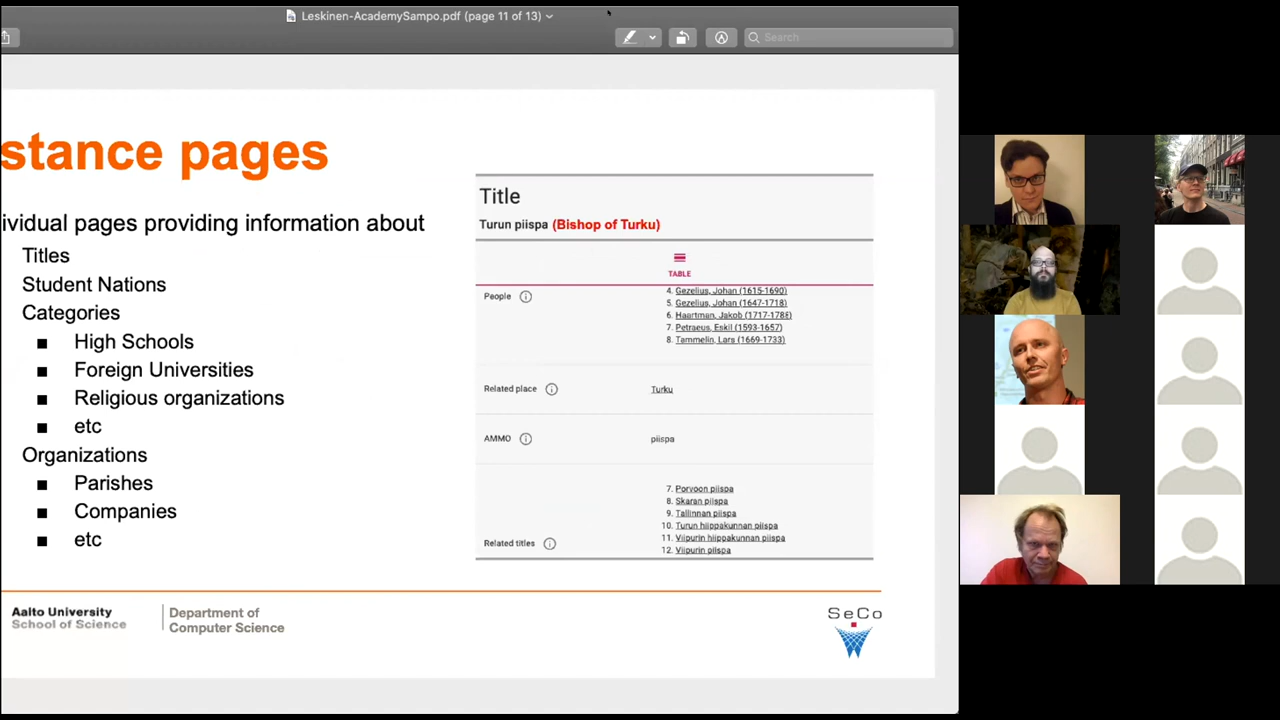 Leskinen-AcademySampo.pdf (page 11 of 13)
Search
stance pages
ividual pages providing information about
Titles
Student Nations
Categories
■ High Schools
■ Foreign Universities
■ Religious organizations
■ etc
Organizations
■ Parishes
■ Companies
■ etc
Title
Turun piispa (Bishop of Turku)
TABLE
People
4. Gezelius, Johan (1615-1690)
5. Gezelius, Johan (1647-1718)
6. Haartman, Jakob (1717-1788)
7. Petraeus, Eskil (1593-1657)
8. Tammelin, Lars (1669-1733)
Related place
Turku
AMMO
piispa
Related titles
7. Porvoon piispa
8. Skaran piispa
9. Tallinnan piispa
10. Turun hiippakunnan piispa
11. Viipurin hiippakunnan piispa
12. Viipurin piispa
Aalto University
School of Science
Department of
Computer Science
SeCo